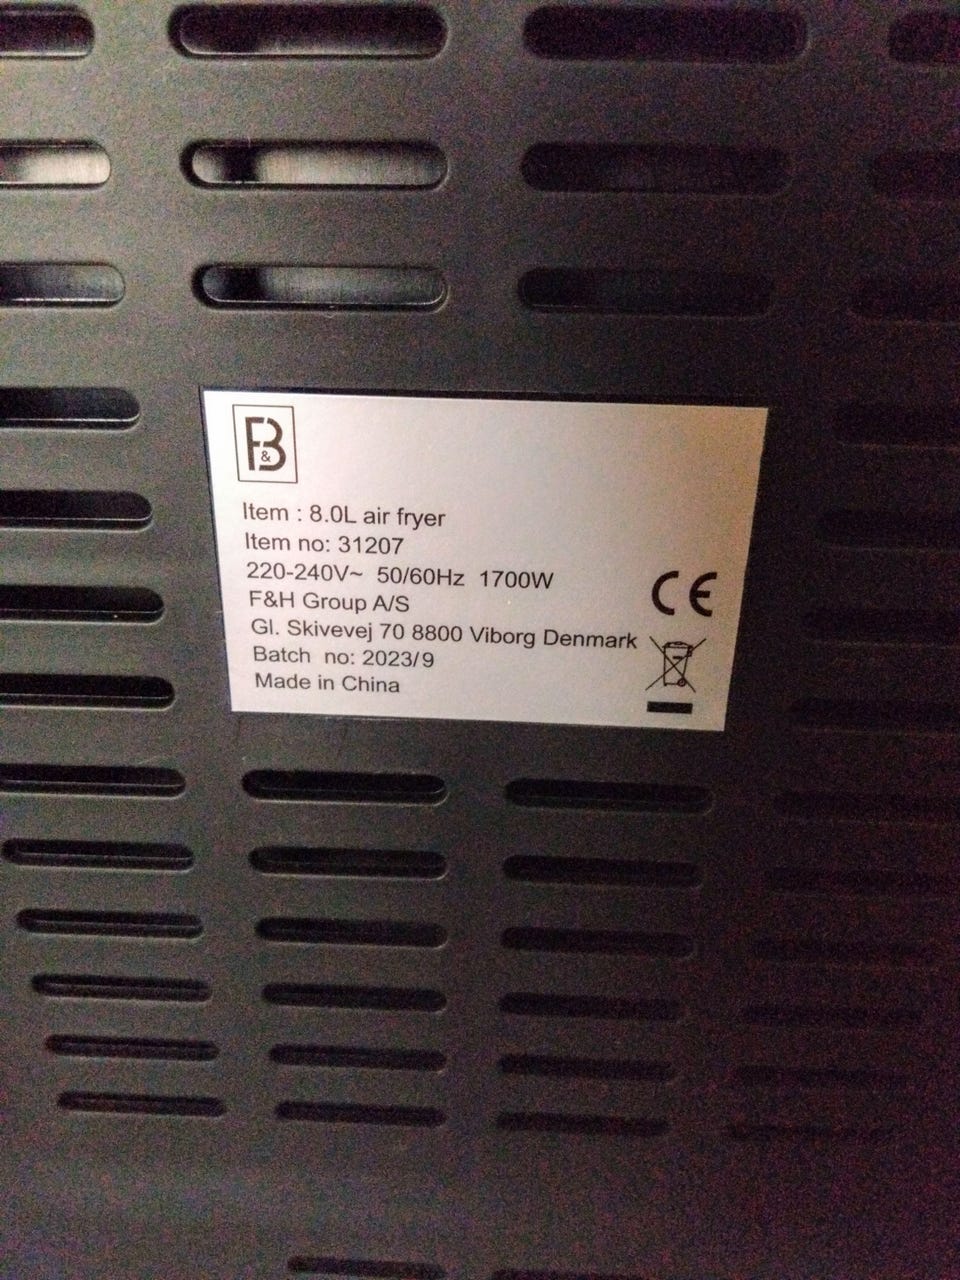 F&B
Item : 8.0L air fryer
Item no: 31207
220-240V~ 50/60Hz 1700W
F&H Group A/S
Gl. Skivevej 70 8800 Viborg Denmark
Batch no: 2023/9
Made in China
CE